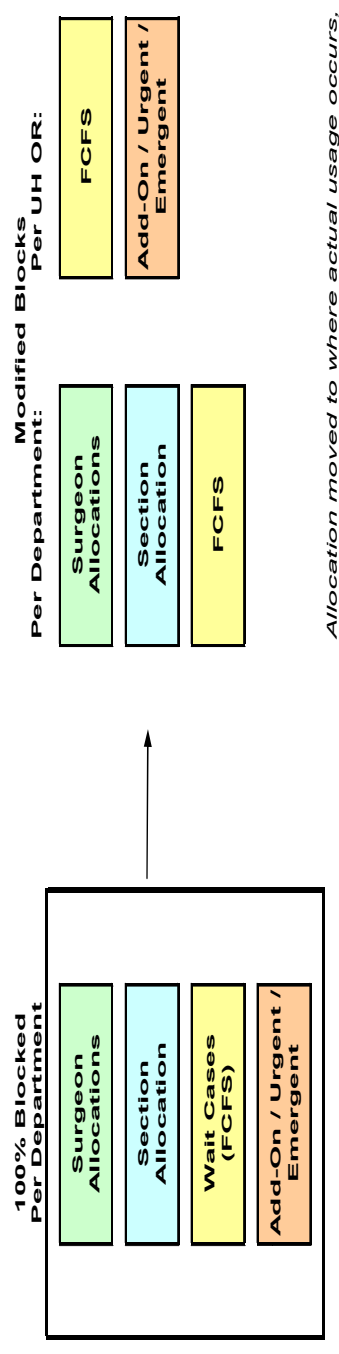 100% Blocked
Per Department
Surgeon
Allocations
Section
Allocation
Wait Cases
(FCFS)
Add-On / Urgent /
Emergent
Modified Blocks
Per Department:
Surgeon
Allocations
Section
Allocation
FCFS
Per UH OR:
FCFS
Add-On / Urgent /
Emergent
Allocation moved to where actual usage occurs,